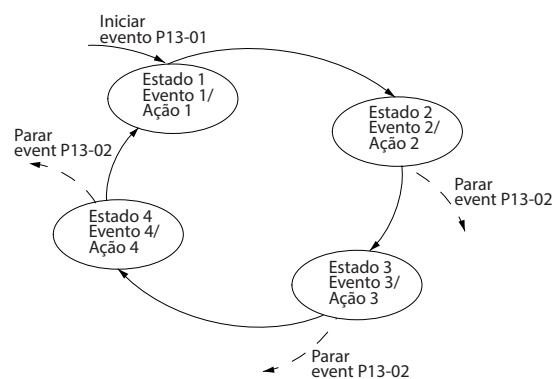 Iniciar
evento P13-01
Estado 1
Evento 1/
Ação 1
Estado 2
Evento 2/
Ação 2
Parar
event P13-02
Parar
event P13-02
Estado 4
Evento 4/
Ação 4
Estado 3
Evento 3/
Ação 3
Parar
event P13-02